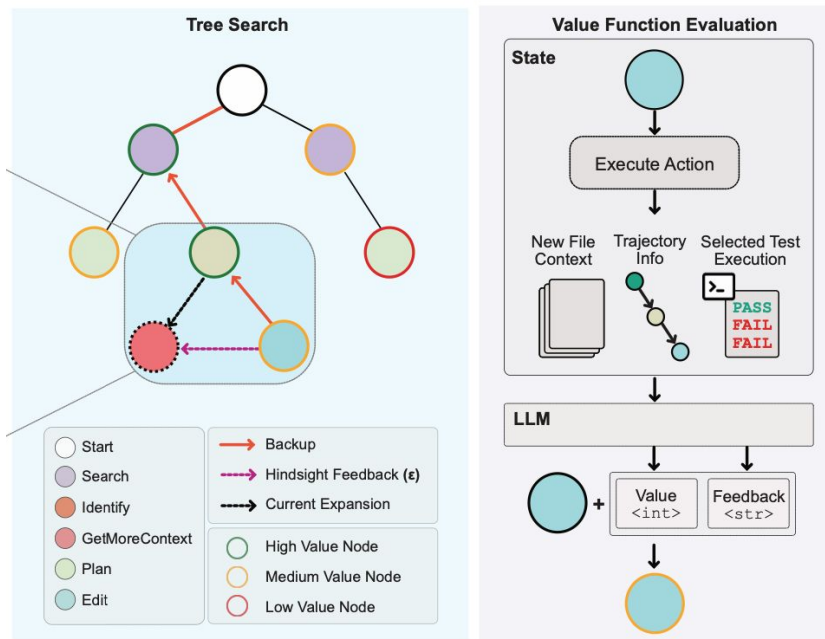 Tree Search
Start
Search
Identify
GetMoreContext
Plan
Edit
Backup
Hindsight Feedback (ε)
Current Expansion
High Value Node
Medium Value Node
Low Value Node
Value Function Evaluation
State
Execute Action
New File
Context
Trajectory
Info
Selected Test
Execution
>_
PASS
FAIL
FAIL
LLM
+
Value
<int>
Feedback
<str>